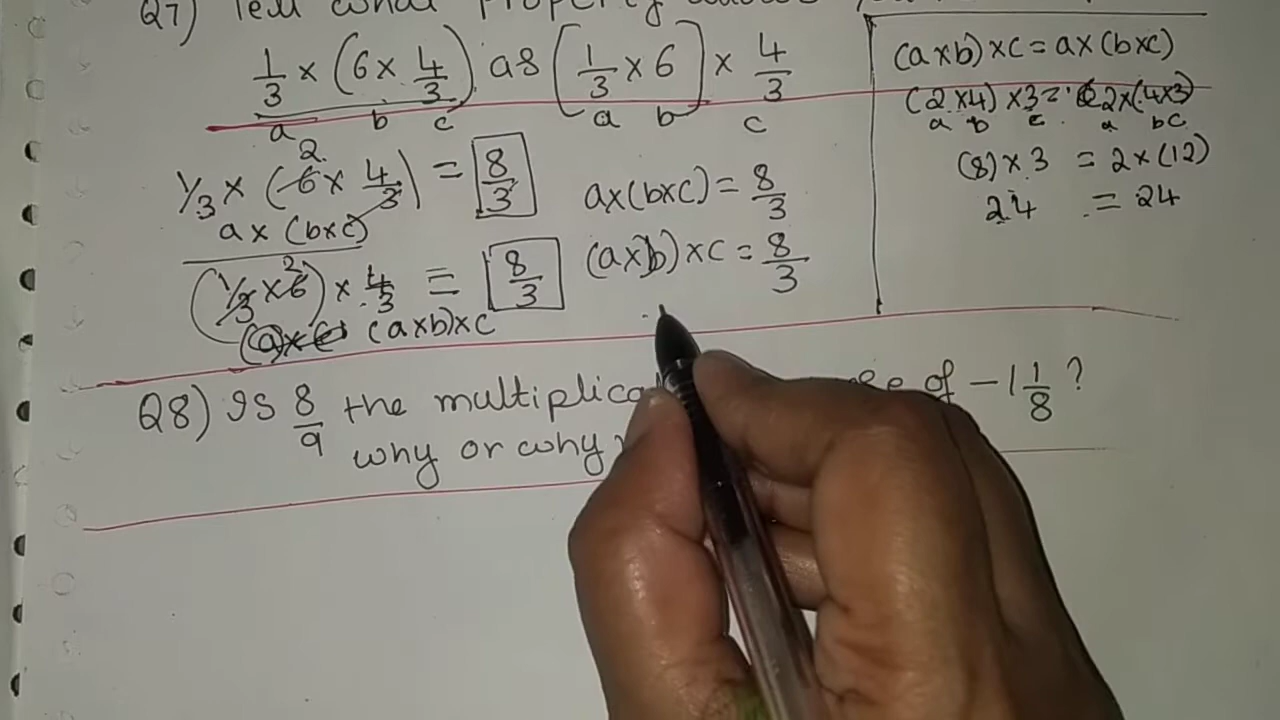 Q7) Tell what property
1/3 × (6 × 4/3) as (1/3 × 6) × 4/3
a b c a b c
1/3 × (6 × 4/3) = 8/3
2
a × (b×c)
(1/3 × 6) × 4/3 = 8/3
2
(a×b)×c
a×(b×c) = 8/3
(a×b)×c = 8/3
(a×b)×c = a×(b×c)
(2×4)×3 = 2×(4×3)
a b c a b c
(8)×3 = 2×(12)
24 = 24
Q8) Is 8/9 the of -1 1/8 ?
why or why